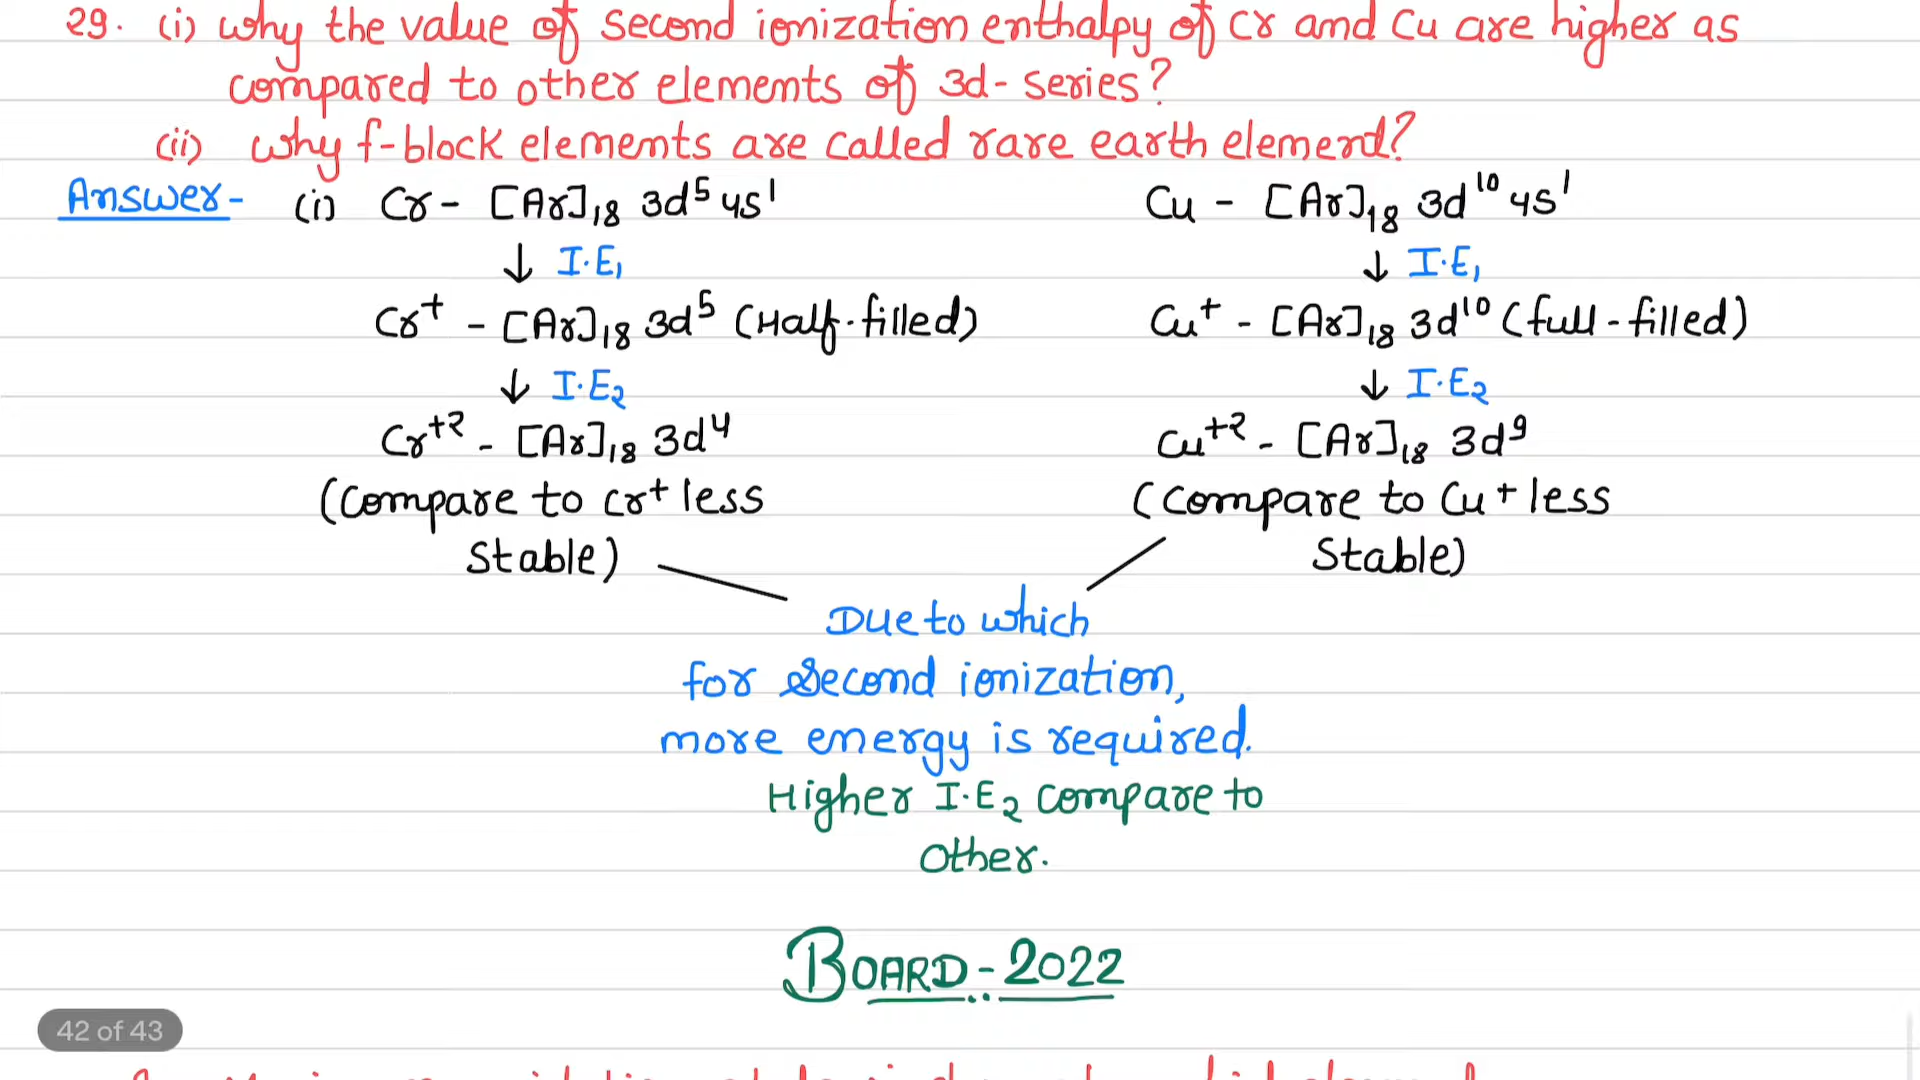 29. (i) why the value of second ionization enthalpy of Cr and Cu are higher as
compared to other elements of 3d-series?
(ii) why f-block elements are called rare earth elemend?
Answer- (i) Cr - [Ar]₁₈ 3d⁵ 4s¹ Cu - [Ar]₁₈ 3d¹⁰ 4s¹
↓ I.E₁ ↓ I.E₁
Cr⁺ - [Ar]₁₈ 3d⁵ (Half-filled) Cu⁺ - [Ar]₁₈ 3d¹⁰ (full-filled)
↓ I.E₂ ↓ I.E₂
Cr⁺² - [Ar]₁₈ 3d⁴ Cu⁺² - [Ar]₁₈ 3d⁹
(Compare to Cr⁺ less (Compare to Cu⁺ less
Stable) Stable)
Due to which
for Second ionization,
more energy is required.
Higher I.E₂ compare to
Other.
BOARD-2022
42 of 43